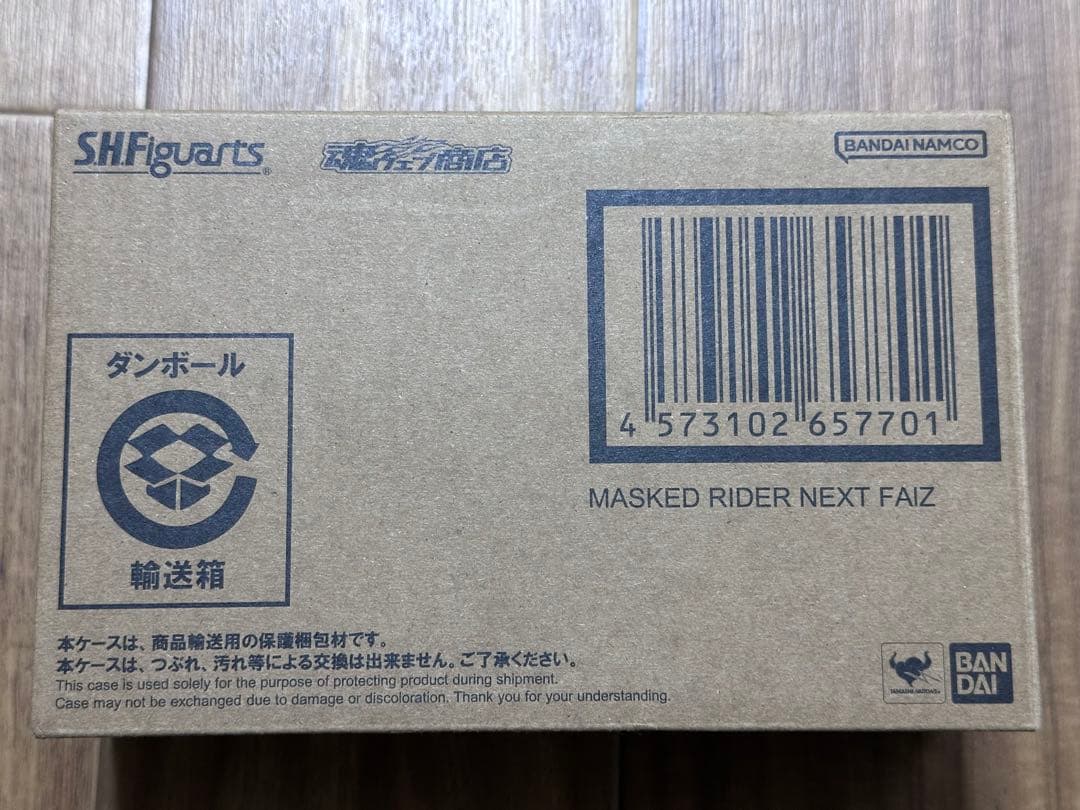 S.H.Figuarts®
魂ウェブ商店
BANDAI NAMCO
4 573102 657701
MASKED RIDER NEXT FAIZ
ダンボール
輸送箱
本ケースは、商品輸送用の保護梱包材です。
本ケースは、つぶれ、汚れ等による交換は出来ません。ご了承ください。
This case is used solely for the purpose of protecting product during shipment.
Case may not be exchanged due to damage or discoloration. Thank you for your understanding.
TAMASHII NATIONS
BAN
DAI